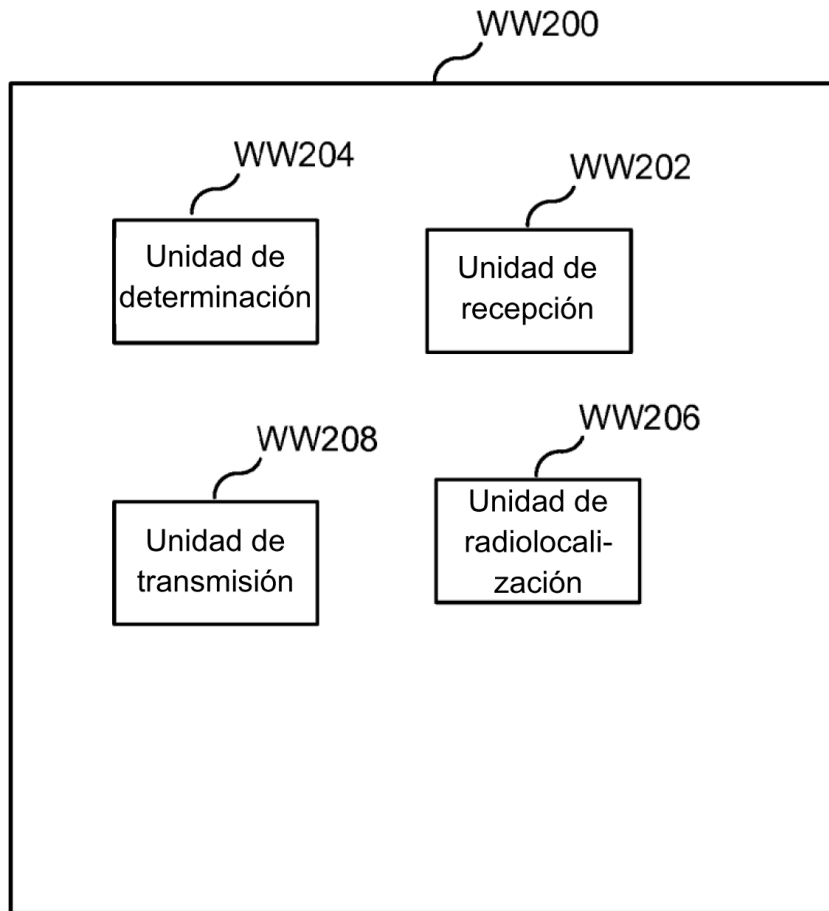 WW200
WW204
Unidad de
determinación
WW202
Unidad de
recepción
WW208
Unidad de
transmisión
WW206
Unidad de
radiolocali-
zación